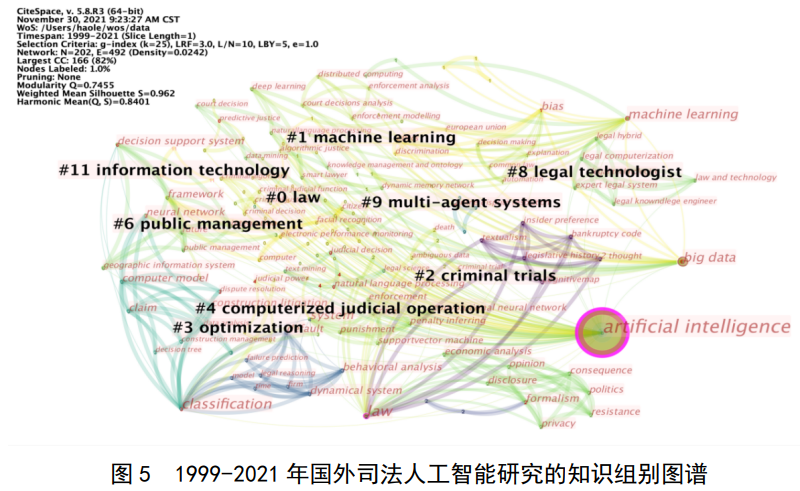 CiteSpace, v. 5.8.R3 (64-bit)
November 30, 2021 9:23:27 AM CST
WoS: /Users/haole/wos/data
Timespan: 1999-2021 (Slice Length=1)
Selection Criteria: g-index (k=25), LRF=3.0, L/N=10, LBY=5, e=1.0
Network: N=202, E=492 (Density=0.0242)
Largest CC: 166 (82%)
Nodes Labeled: 1.0%
Pruning: None
Modularity Q=0.7455
Weighted Mean Silhouette S=0.962
Harmonic Mean(Q, S)=0.8401
distributed computing
deep learning
enforcement analysis
court decision
court decisions analysis
bias
machine learning
predictive justice
enforcement modelling
natural language processing
european union
#1 machine learning
legal hybrid
decision support system
algorithmic justice
discrimination
decision making
data mining
explanation
legal computerization
#11 information technology
knowledge management and ontology
#8 legal technologist
smart lawyer
law and technology
dynamic memory network
expert legal system
framework
#0 law
#9 multi-agent systems
legal knowndlege engineer
neural network
criminal decision
facial recognition
#6 public management
insider preference
electronic performance monitoring
death
textualism
bankruptcy code
public management
judicial decision
ambiguous data
legislative history
thought
computer
big data
geographic information system
text mining
#2 criminal trials
computer model
judicial power
natural language processing
dispute resolution
enforcement
claim
construction litigation
#4 computerized judicial operation
neural network
system
penalty inferring
#3 optimization
punishment
artificial intelligence
construction management
supportvector machine
decision tree
economic analysis
failure prediction
opinion
behavioral analysis
consequence
model
legal reasoning
disclosure
time
firm
politics
dynamical system
formalism
classification
law
resistance
privacy
图 5 1999-2021 年国外司法人工智能研究的知识组别图谱